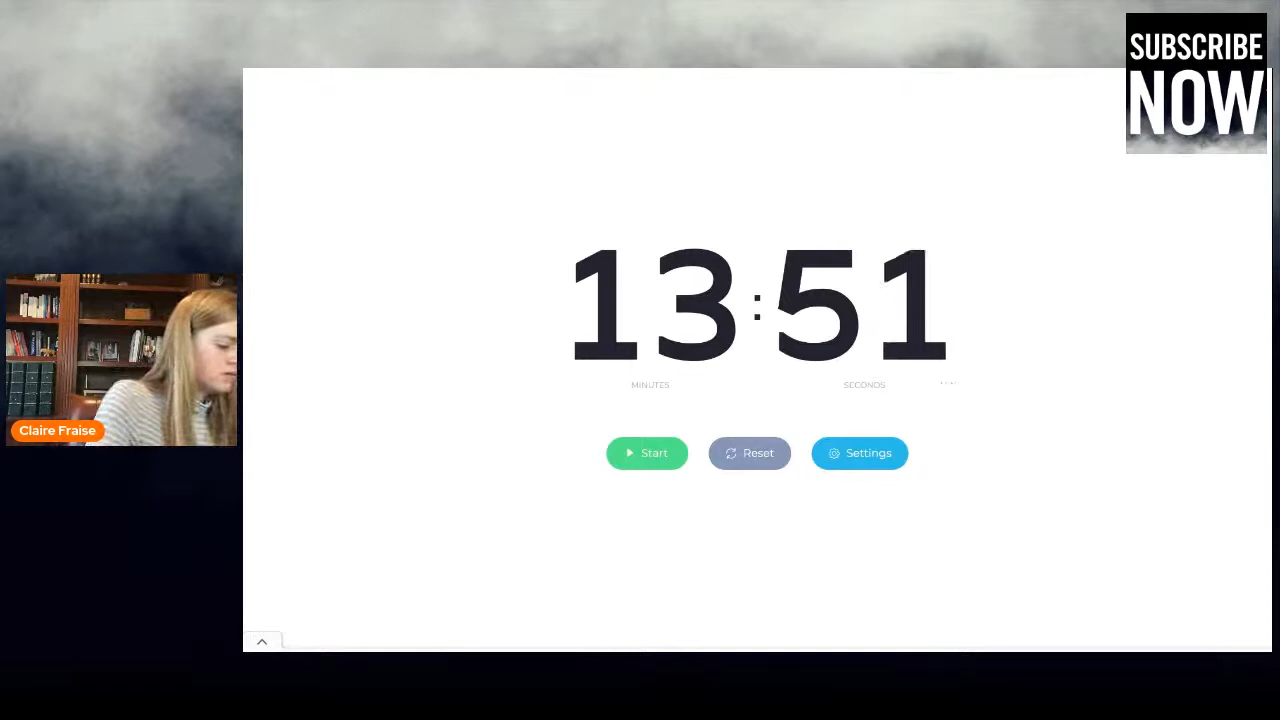 SUBSCRIBE
NOW
13:51
MINUTES
SECONDS
Start
Reset
Settings
Claire Fraise